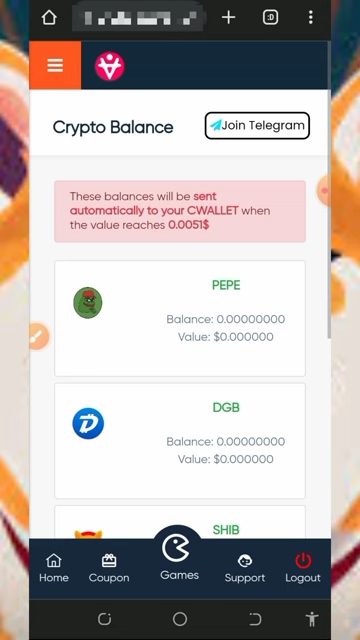 :D
Crypto Balance
Join Telegram
These balances will be sent
automatically to your CWALLET when
the value reaches 0.0051$
PEPE
Balance: 0.00000000
Value: $0.000000
DGB
Balance: 0.00000000
Value: $0.000000
SHIB
Home
Coupon
Games
Support
Logout